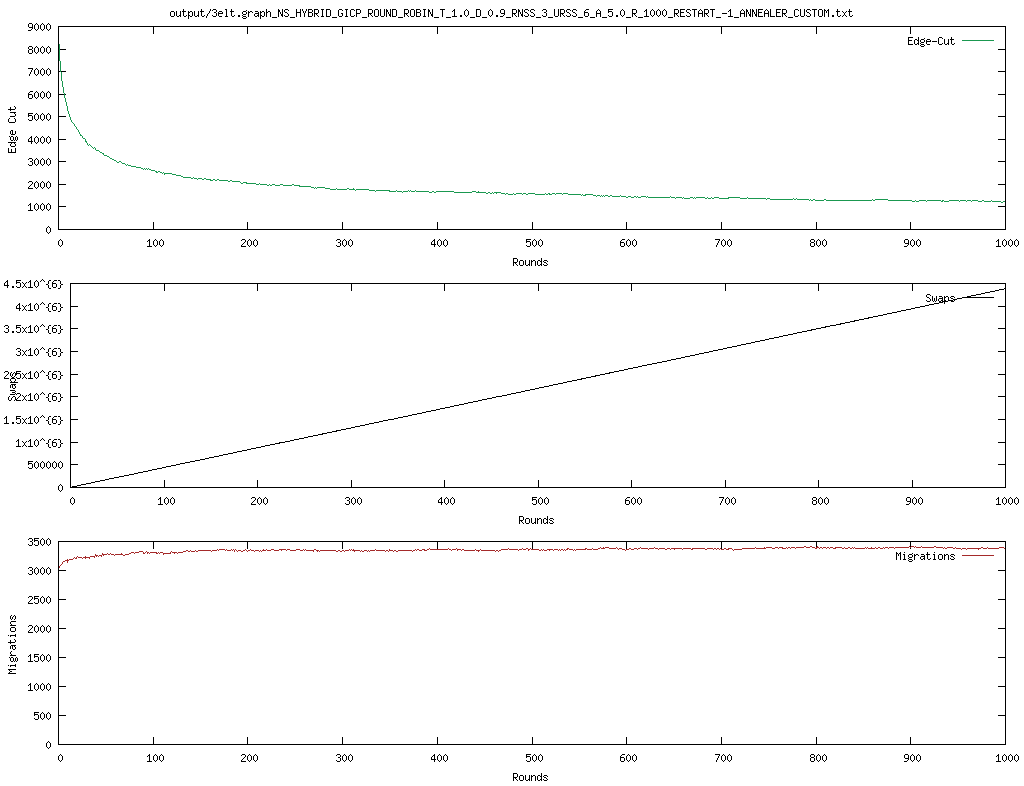 output/3elt.graph_NS_HYBRID_GICP_ROUND_ROBIN_T_1.0_D_0.9_RNSS_3_URSS_6_A_5.0_R_1000_RESTART_-1_ANNEALER_CUSTOM.txt
Edge-Cut
Edge Cut
9000
8000
7000
6000
5000
4000
3000
2000
1000
0
0 100 200 300 400 500 600 700 800 900 1000
Rounds
Swaps
Swaps
4.5x10^{6}
4x10^{6}
3.5x10^{6}
3x10^{6}
2.5x10^{6}
2x10^{6}
1.5x10^{6}
1x10^{6}
500000
0
0 100 200 300 400 500 600 700 800 900 1000
Rounds
Migrations
Migrations
3500
3000
2500
2000
1500
1000
500
0
0 100 200 300 400 500 600 700 800 900 1000
Rounds